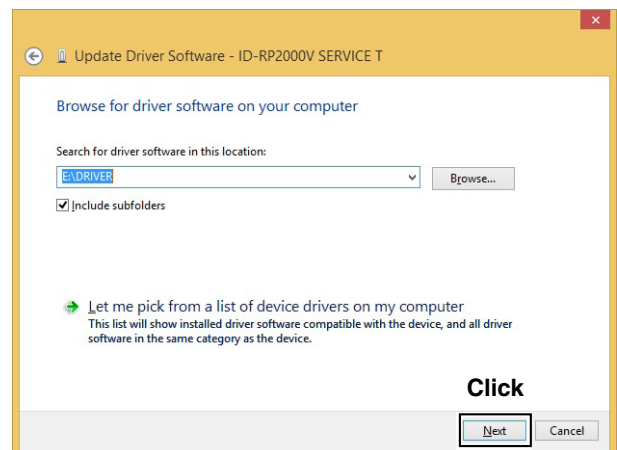 Update Driver Software - ID-RP2000V SERVICE T
Browse for driver software on your computer
Search for driver software in this location:
E:\DRIVER
Browse...
Include subfolders
Let me pick from a list of device drivers on my computer
This list will show installed driver software compatible with the device, and all driver
software in the same category as the device.
Click
Next
Cancel